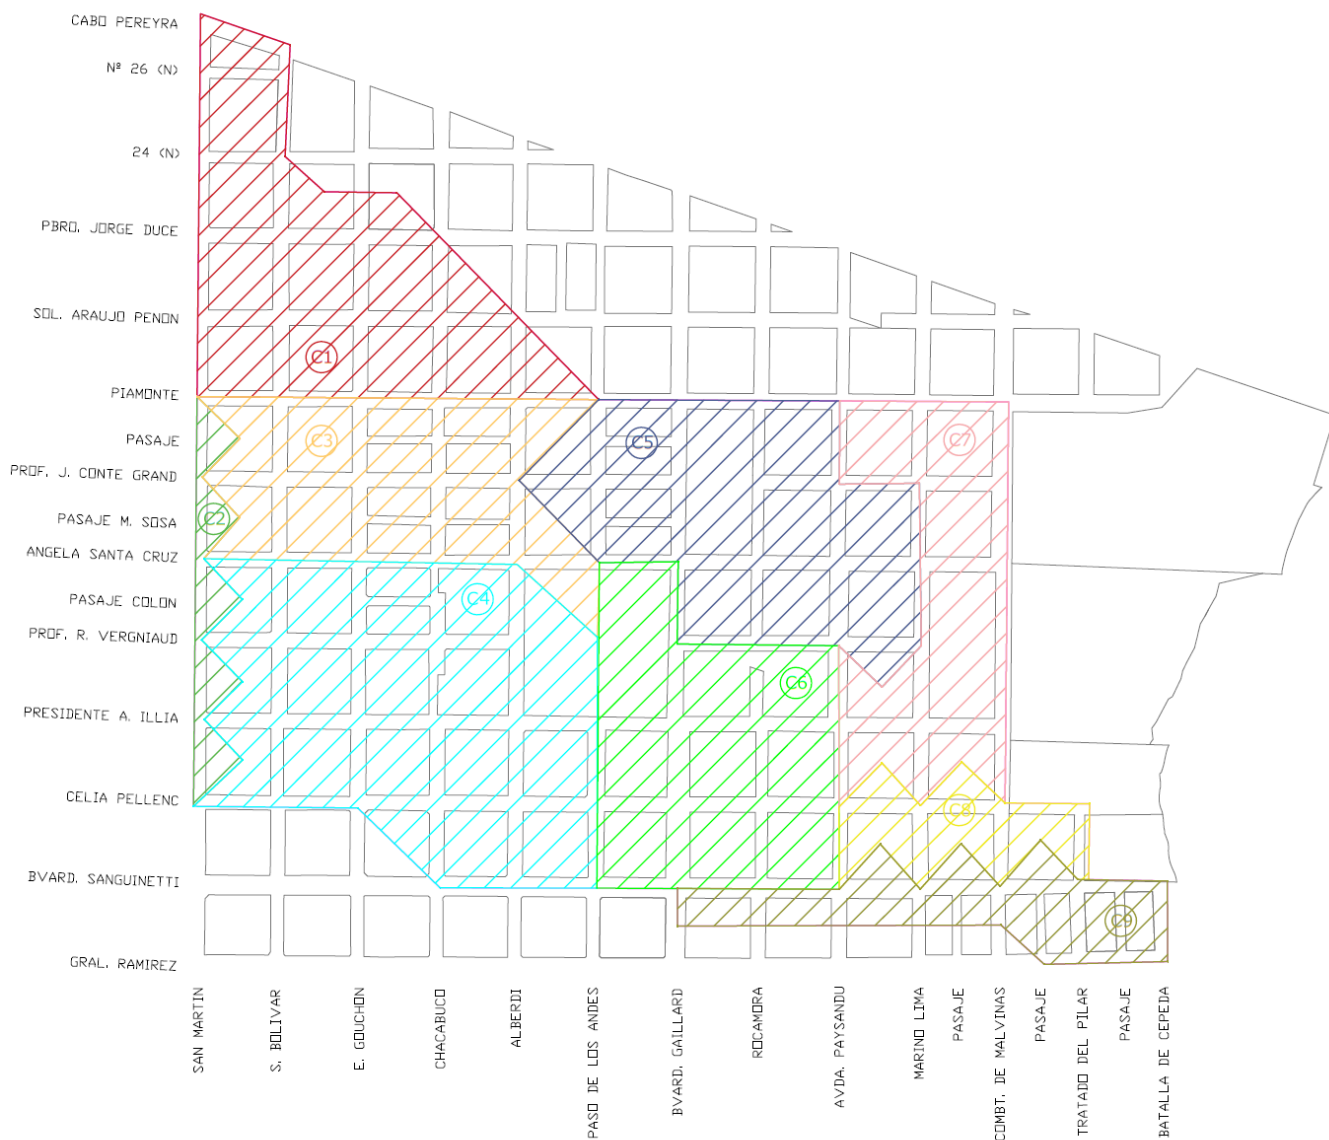 CABO PEREYRA
Nº 26 (N)
24 (N)
PBRO. JORGE DUCE
SOL. ARAUJO PENON
C1
PIAMONTE
PASAJE
C3
C5
C7
PROF. J. CONTE GRAND
PASAJE M. SOSA
C2
ANGELA SANTA CRUZ
PASAJE COLON
C4
PROF. R. VERGNIAUD
C6
PRESIDENTE A. ILLIA
CELIA PELLENC
C8
BVARD. SANGUINETTI
C9
GRAL. RAMIREZ
SAN MARTIN
S. BOLIVAR
E. GOUCHON
CHACABUCO
ALBERDI
PASO DE LOS ANDES
BVARD. GAILLARD
ROCAMORA
AVDA. PAYSANDU
MARINO LIMA
PASAJE
COMBT. DE MALVINAS
PASAJE
TRATADO DEL PILAR
PASAJE
BATALLA DE CEPEDA